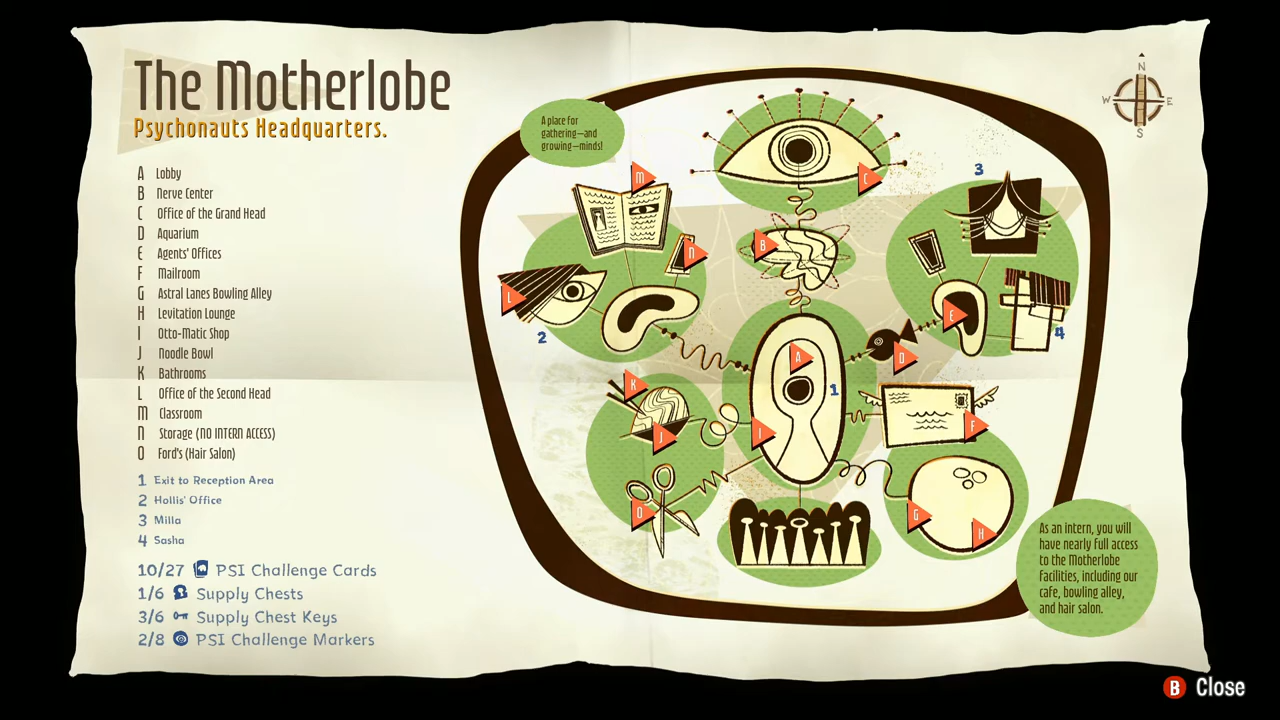 The Motherlobe
Psychonauts Headquarters.
A Lobby
B Nerve Center
C Office of the Grand Head
D Aquarium
E Agents' Offices
F Mailroom
G Astral Lanes Bowling Alley
H Levitation Lounge
I Otto-Matic Shop
J Noodle Bowl
K Bathrooms
L Office of the Second Head
M Classroom
N Storage (NO INTERN ACCESS)
O Ford's (Hair Salon)
1 Exit to Reception Area
2 Hollis' Office
3 Milla
4 Sasha
10/27 PSI Challenge Cards
1/6 Supply Chests
3/6 Supply Chest Keys
2/8 PSI Challenge Markers
A place for
gathering—and
growing—minds!
N
W E
S
C
M
3
B
N
L
E
2
4
A
D
K
1
F
J
I
O
G
H
As an intern, you will
have nearly full access
to the Motherlobe
Facilities, including our
cafe, bowling alley,
and hair salon.
B Close